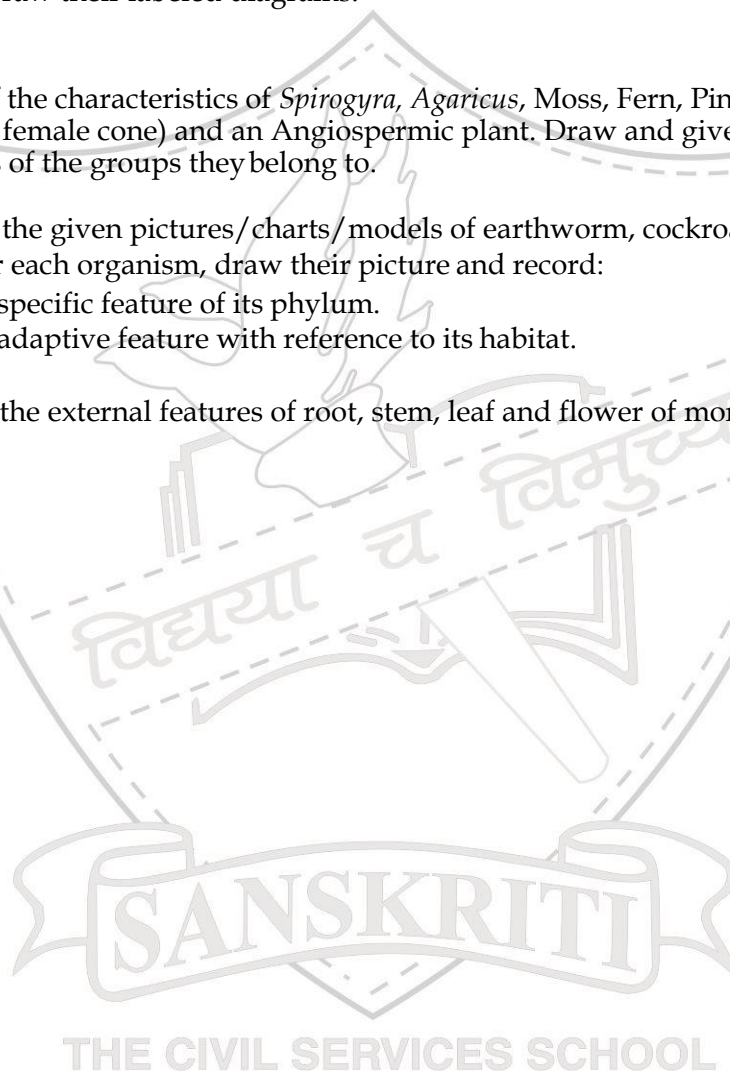 raw their labeled diagrams.
the characteristics of Spirogyra, Agaricus, Moss, Fern, Pin
female cone) and an Angiospermic plant. Draw and give
of the groups they belong to.
the given pictures/charts/models of earthworm, cockroa
each organism, draw their picture and record:
specific feature of its phylum.
adaptive feature with reference to its habitat.
the external features of root, stem, leaf and flower of mo
विद्यया च विमुच्य
SANSKRITI
THE CIVIL SERVICES SCHOOL